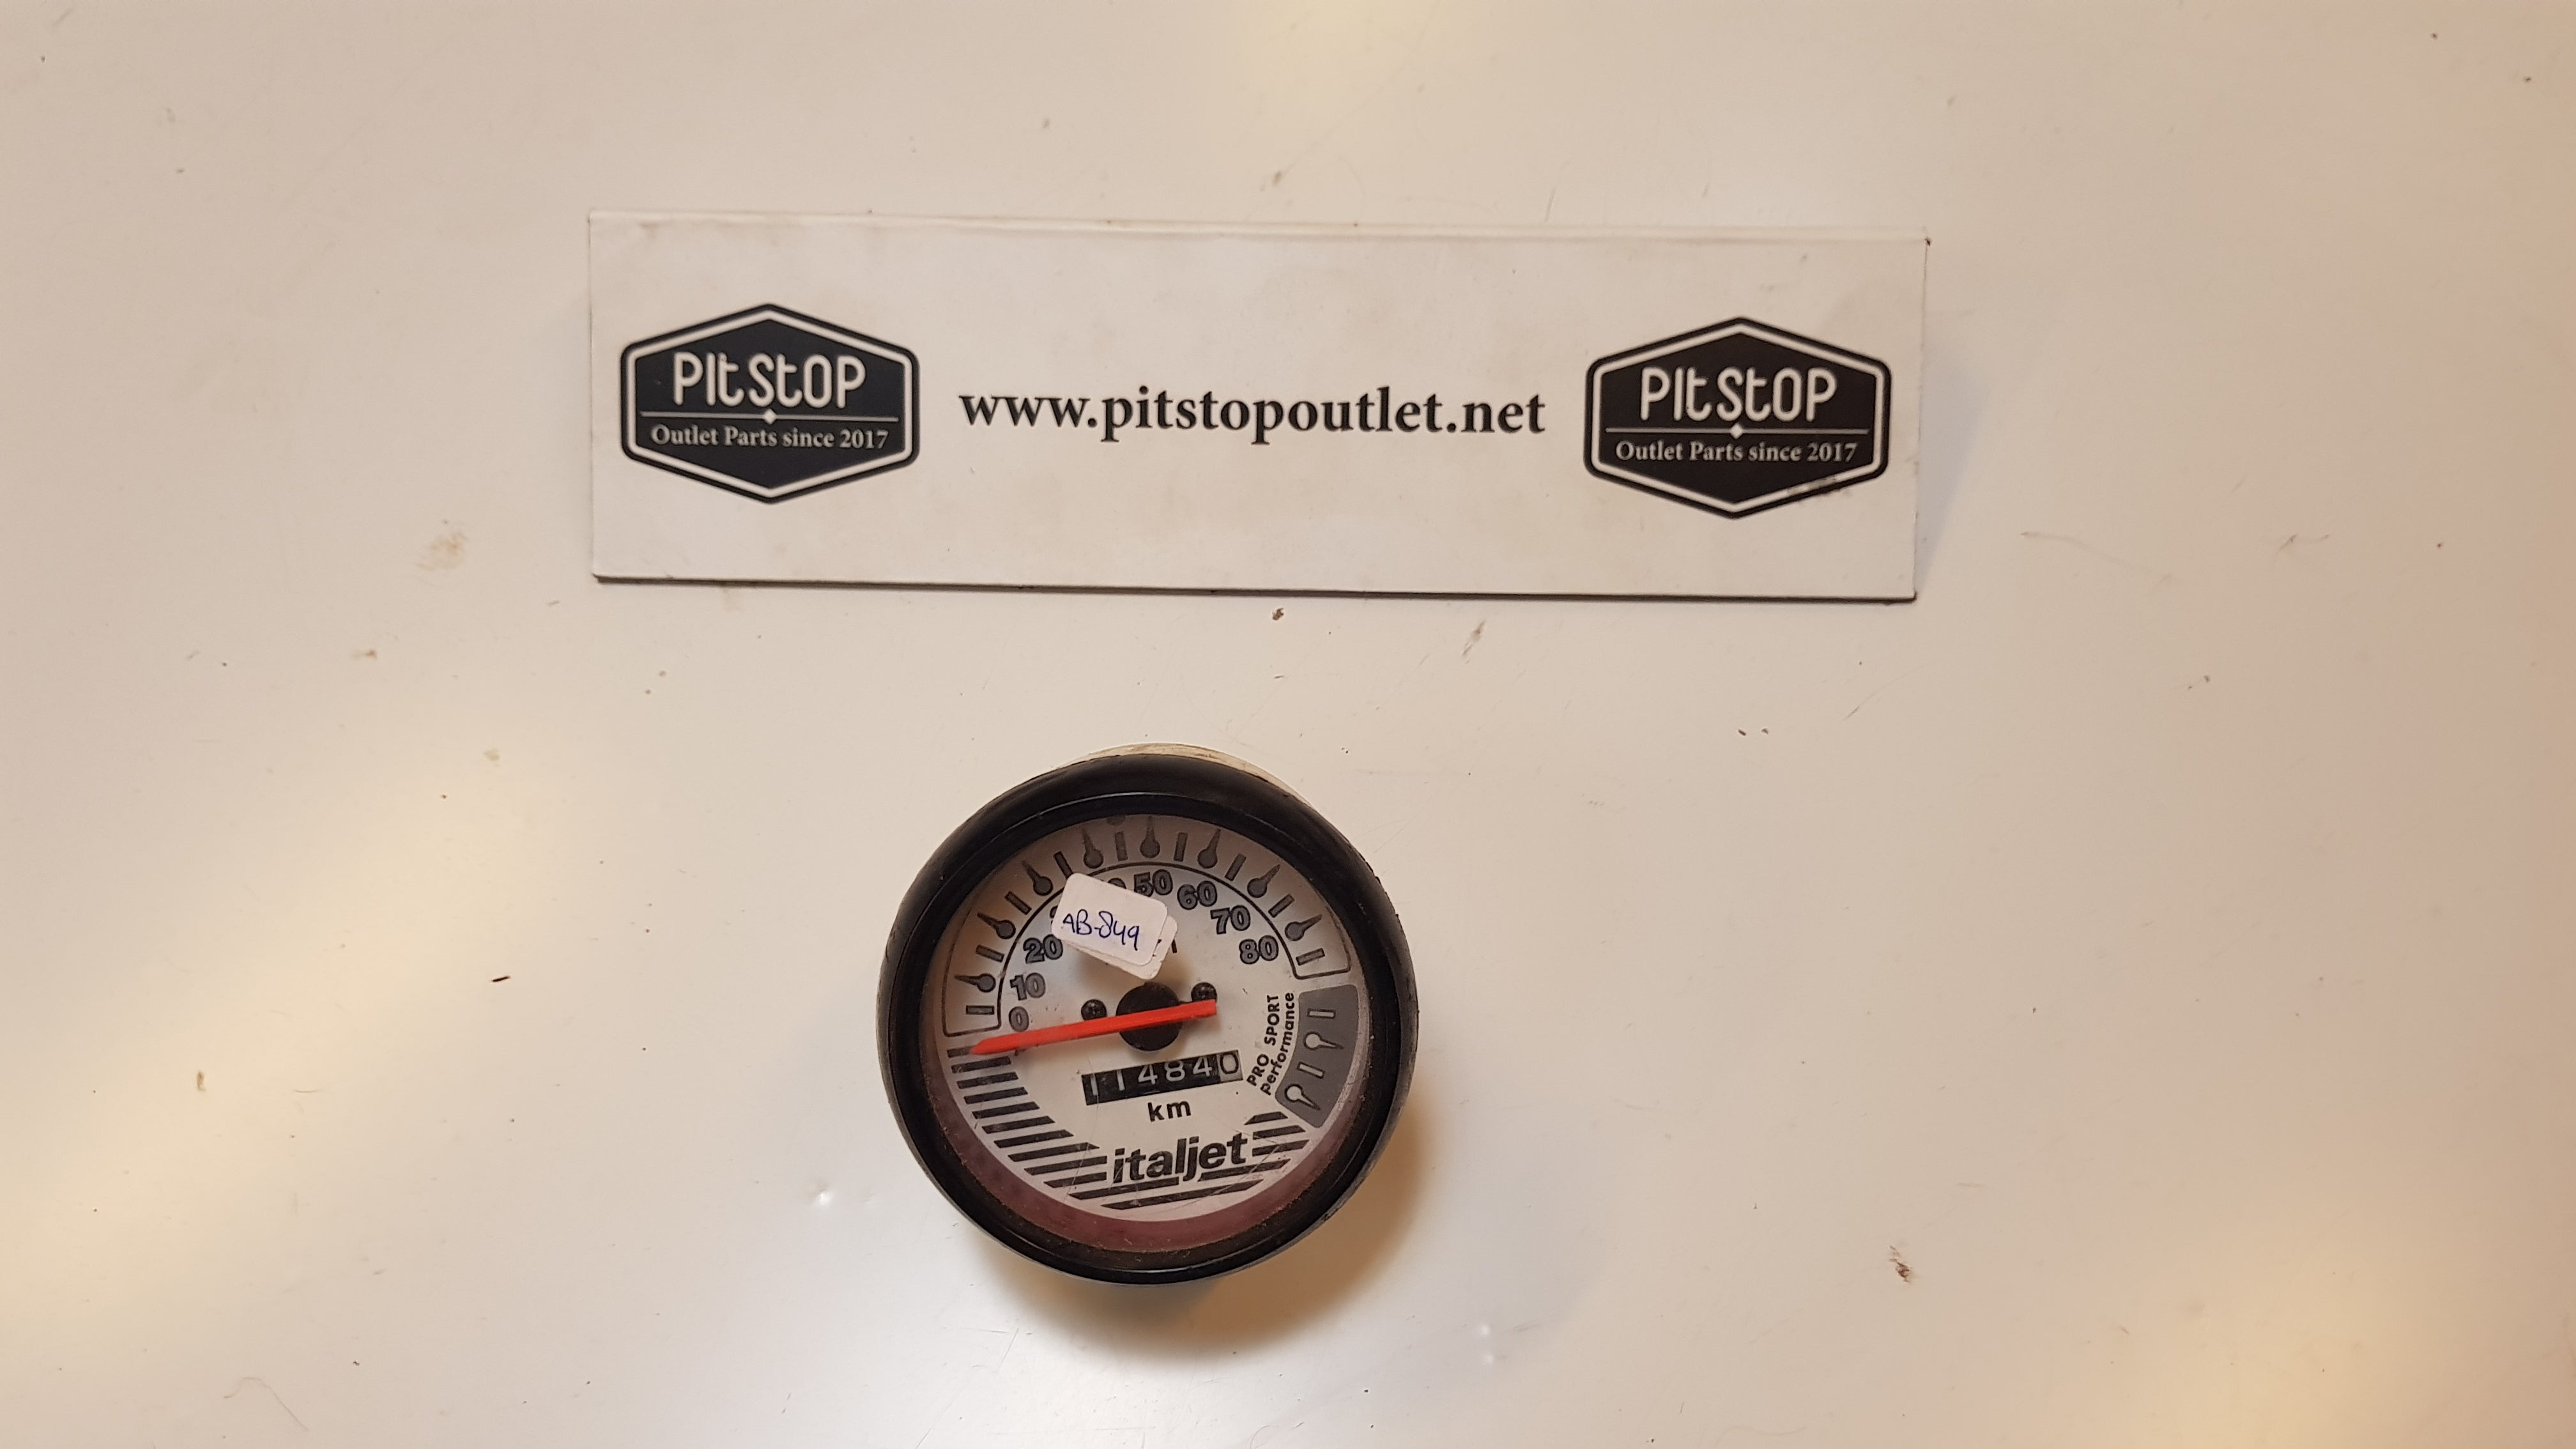 PitStOP
Outlet Parts since 2017
www.pitstopoutlet.net
PitStOP
Outlet Parts since 2017
50
60
70
80
20
10
0
AB-849
PRO SPORT
performance
114840
km
italjet